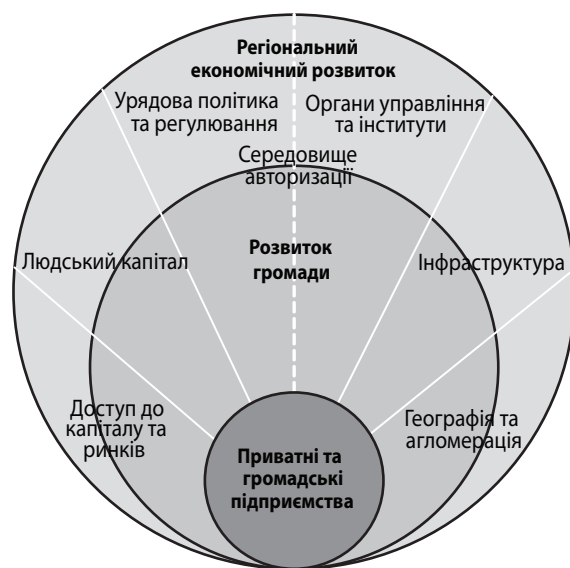 Регіональний
економічний розвиток
Урядова політика
та регулювання
Органи управління
та інститути
Середовище
авторизації
Розвиток
громади
Людський капітал
Інфраструктура
Доступ до
капіталу та
ринків
Географія та
агломерація
Приватні та
громадські
підприємства